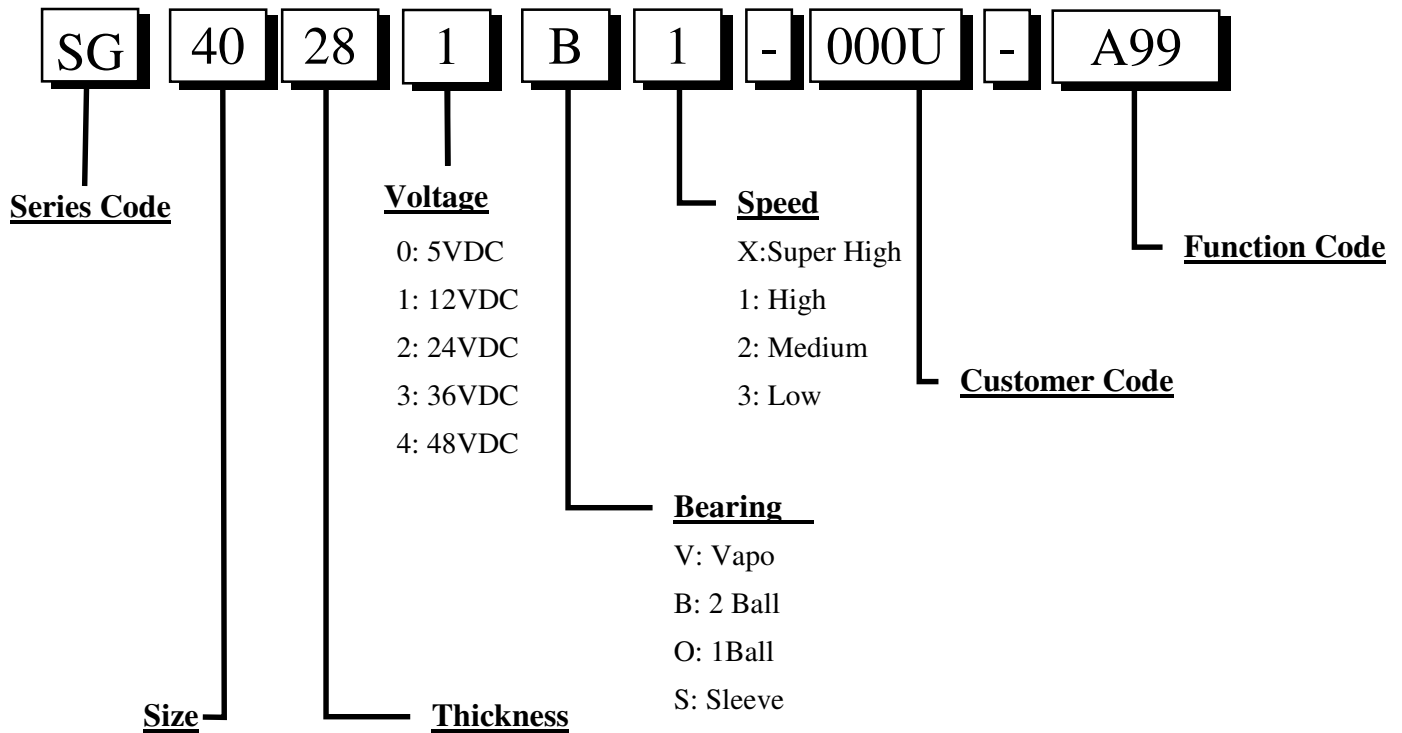 SG 40 28 1 B 1 - 000U - A99
Series Code
Voltage
0: 5VDC
1: 12VDC
2: 24VDC
3: 36VDC
4: 48VDC
Speed
X:Super High
1: High
2: Medium
3: Low
Function Code
Customer Code
Bearing
V: Vapo
B: 2 Ball
O: 1Ball
S: Sleeve
Size
Thickness